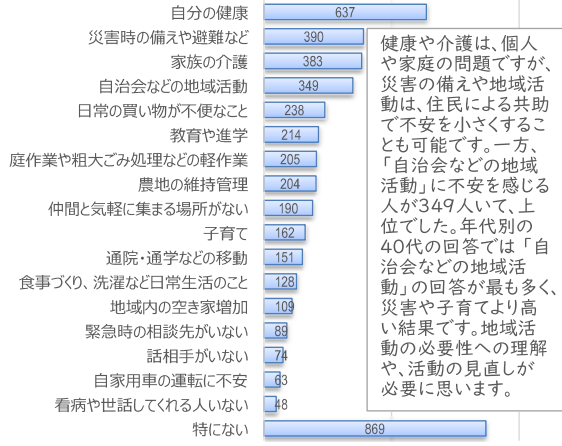 自分の健康 637
災害時の備えや避難など 390
家族の介護 383
自治会などの地域活動 349
日常の買い物が不便なこと 238
教育や進学 214
庭作業や粗大ごみ処理などの軽作業 205
農地の維持管理 204
仲間と気軽に集まる場所がない 190
子育て 162
通院・通学などの移動 151
食事づくり、洗濯など日常生活のこと 128
地域内の空き家増加 109
緊急時の相談先がいない 89
話相手がいない 74
自家用車の運転に不安 63
看病や世話してくれる人いない 48
特にない 869
健康や介護は、個人
や家庭の問題ですが、
災害の備えや地域活
動は、住民による共助
で不安を小さくするこ
とも可能です。一方、
「自治会などの地域
活動」に不安を感じる
人が349人いて、上
位でした。年代別の
40代の回答では「自
治会などの地域活
動」の回答が最も多く、
災害や子育てより高
い結果です。地域活
動の必要性への理解
や、活動の見直しが
必要に思います。